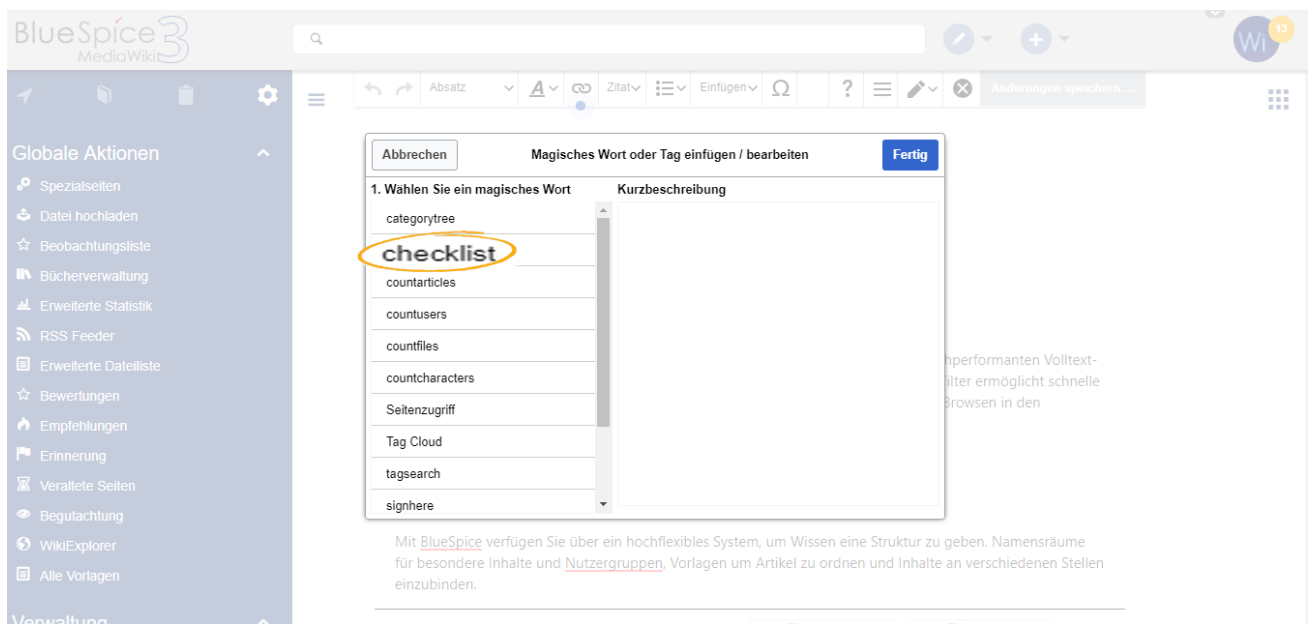 BlueSpice 3
MediaWiki
Wi
13
Absatz
A
Zitat
Einfügen
Ω
?
Änderungen speichern ...
Globale Aktionen
Spezialseiten
Datei hochladen
Beobachtungsliste
Bücherverwaltung
Erweiterte Statistik
RSS Feeder
Erweiterte Dateiliste
Bewertungen
Empfehlungen
Erinnerung
Veraltete Seiten
Begutachtung
WikiExplorer
Alle Vorlagen
Verwaltung
Abbrechen
Magisches Wort oder Tag einfügen / bearbeiten
Fertig
1. Wählen Sie ein magisches Wort
Kurzbeschreibung
categorytree
checklist
countarticles
countusers
countfiles
countcharacters
Seitenzugriff
Tag Cloud
tagsearch
signhere
hperformanten Volltext-
ilter ermöglicht schnelle
Browsen in den
Mit BlueSpice verfügen Sie über ein hochflexibles System, um Wissen eine Struktur zu geben. Namensräume
für besondere Inhalte und Nutzergruppen, Vorlagen um Artikel zu ordnen und Inhalte an verschiedenen Stellen
einzubinden.